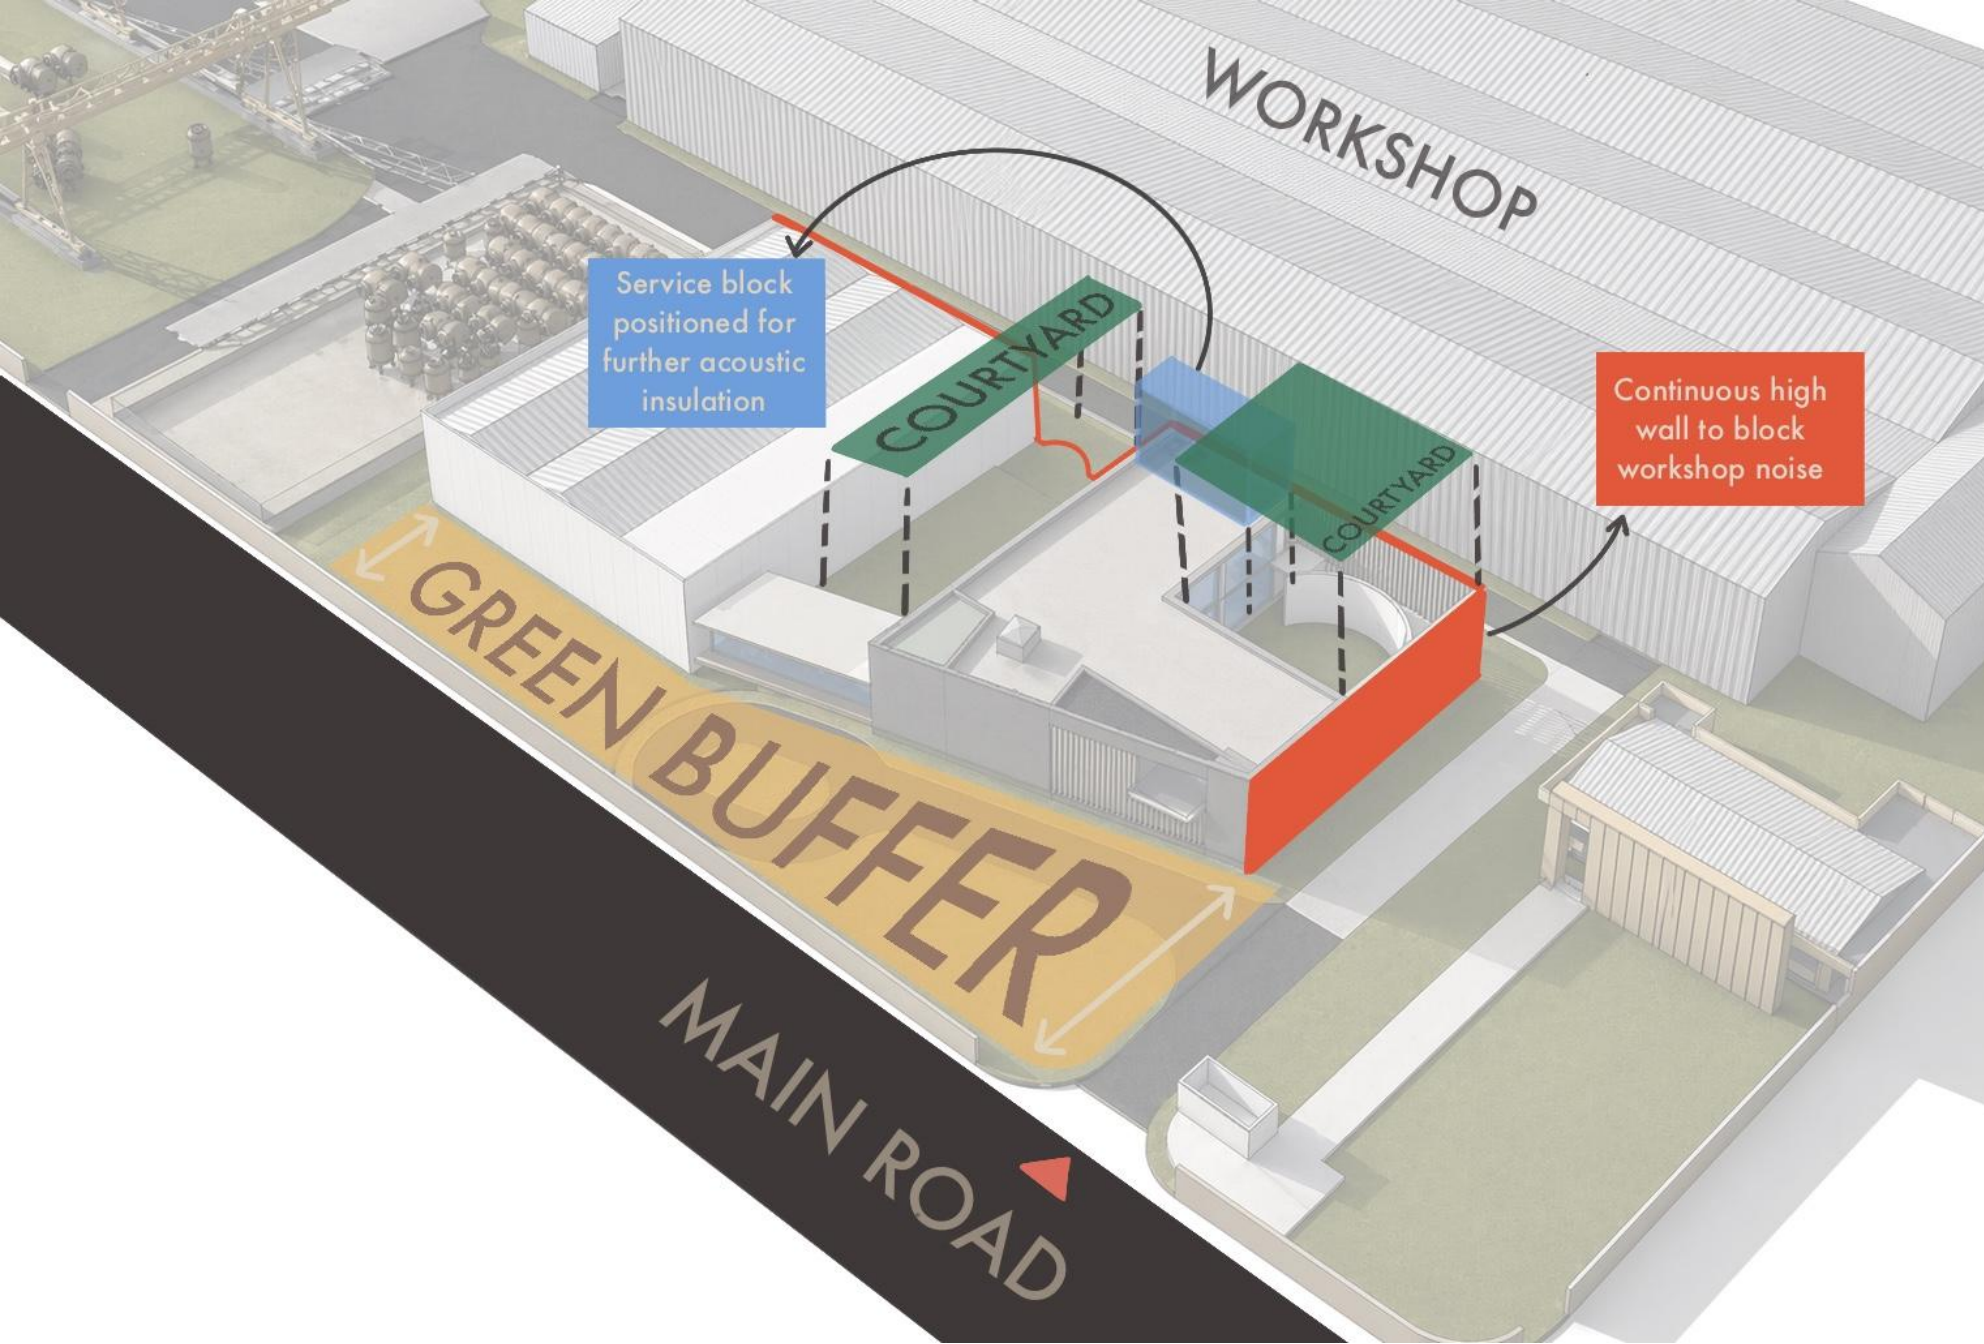 WORKSHOP
Service block
positioned for
further acoustic
insulation
COURTYARD
COURTYARD
Continuous high
wall to block
workshop noise
GREEN BUFFER
MAIN ROAD